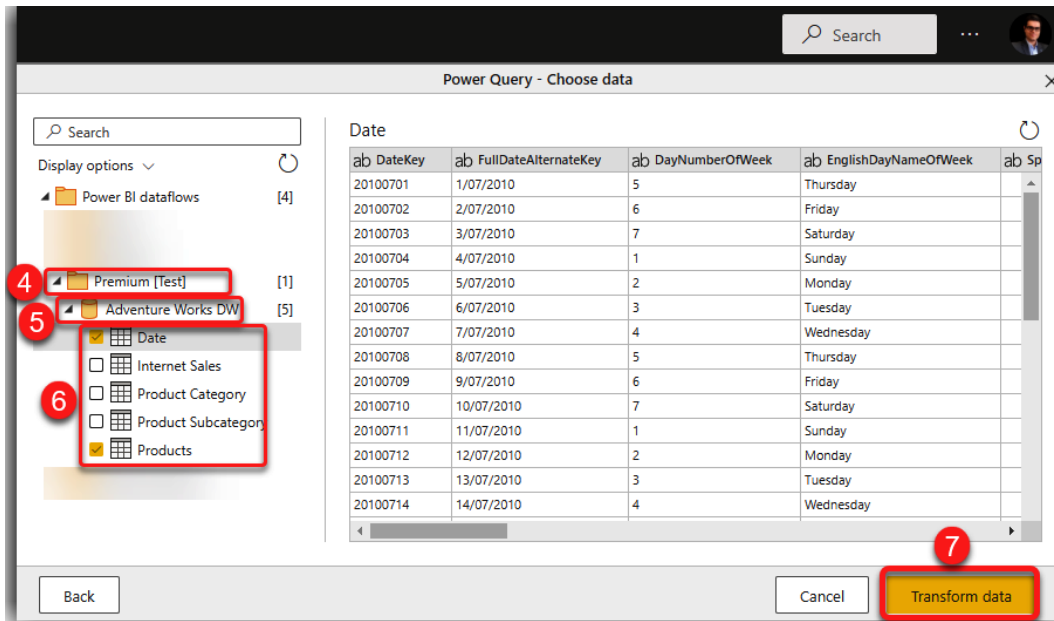 Search
Power Query - Choose data
Search
Display options
Power BI dataflows [4]
4 Premium [Test] [1]
5 Adventure Works DW [5]
Date
Internet Sales
6 Product Category
Product Subcategory
Products
Date
ab DateKey ab FullDateAlternateKey ab DayNumberOfWeek ab EnglishDayNameOfWeek ab Sp
20100701 1/07/2010 5 Thursday
20100702 2/07/2010 6 Friday
20100703 3/07/2010 7 Saturday
20100704 4/07/2010 1 Sunday
20100705 5/07/2010 2 Monday
20100706 6/07/2010 3 Tuesday
20100707 7/07/2010 4 Wednesday
20100708 8/07/2010 5 Thursday
20100709 9/07/2010 6 Friday
20100710 10/07/2010 7 Saturday
20100711 11/07/2010 1 Sunday
20100712 12/07/2010 2 Monday
20100713 13/07/2010 3 Tuesday
20100714 14/07/2010 4 Wednesday
7
Back Cancel Transform data